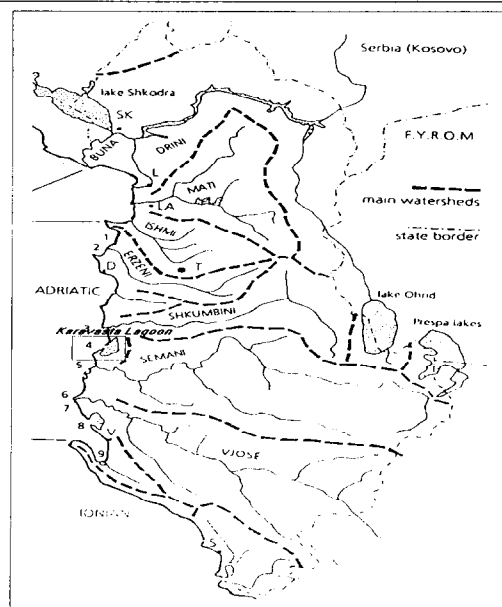 Serbia (Kosovo)
lake Shkodra
SK
F.Y.R.O.M
BUNA
DRINI
L
MATI
main watersheds
LA
ISHMI
state border
1
2
ERZENI
T
D
ADRIATIC
lake Ohrid
SHKUMBINI
Prespa lakes
Karavasta Lagoon
4
SEMANI
5
6
7
8
V
VJOSE
9
IONIAN
S